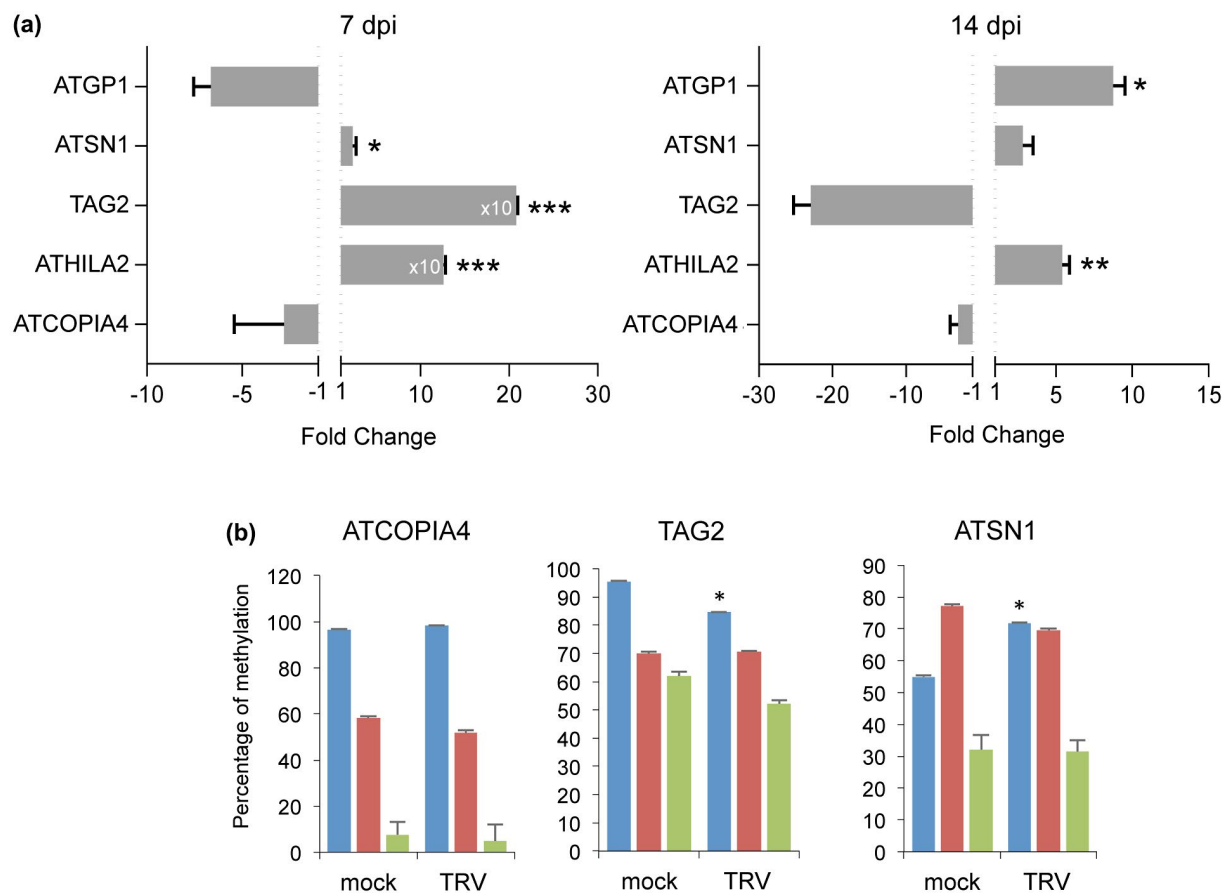 (a)
7 dpi
14 dpi
ATGP1
ATSN1
*
TAG2
x10
***
ATHILA2
x10
***
ATCOPIA4
-10 -5 -1 1 10 20 30
Fold Change
ATGP1
*
ATSN1
TAG2
ATHILA2
**
ATCOPIA4
-30 -20 -10 -1 1 5 10 15
Fold Change
(b)
ATCOPIA4
TAG2
ATSN1
Percentage of methylation
120
100
80
60
40
20
0
mock TRV
100
90
80
70
60
50
40
30
20
10
0
*
mock TRV
90
80
70
60
50
40
30
20
10
0
*
mock TRV